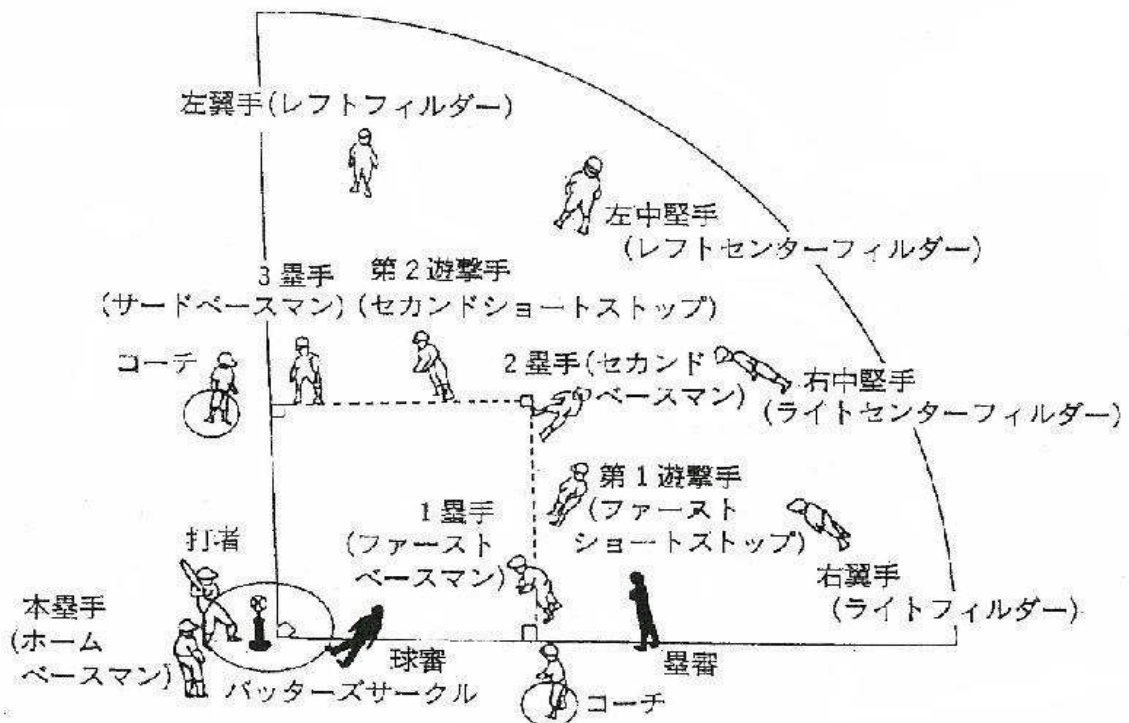 左翼手(レフトフィルダー)
左中堅手
(レフトセンターフィルダー)
3塁手
(サードベースマン)
第2遊撃手
(セカンドショートストップ)
コーチ
2塁手(セカンド
ベースマン)
右中堅手
(ライトセンターフィルダー)
第1遊撃手
(ファースト
ショートストップ)
1塁手
(ファースト
ベースマン)
打者
右翼手
(ライトフィルダー)
本塁手
(ホーム
ベースマン)
球審
塁審
バッターズサークル
コーチ